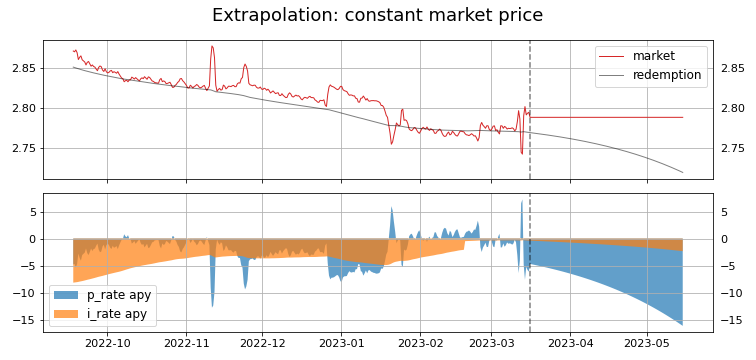 Extrapolation: constant market price
2.85
2.80
2.75
market
redemption
2.85
2.80
2.75
5
0
−5
−10
−15
p_rate apy
i_rate apy
5
0
−5
−10
−15
2022-10 2022-11 2022-12 2023-01 2023-02 2023-03 2023-04 2023-05